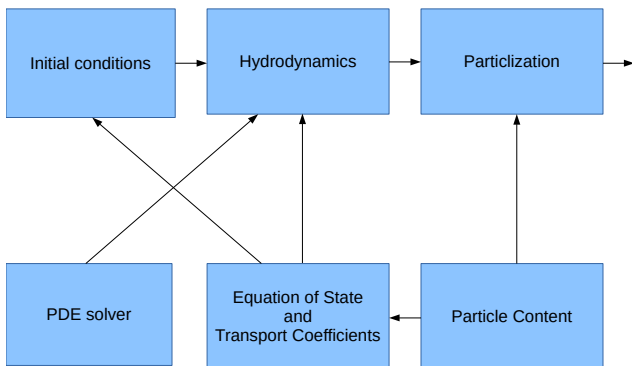 Initial conditions
Hydrodynamics
Particlization
PDE solver
Equation of State
and
Transport Coefficients
Particle Content